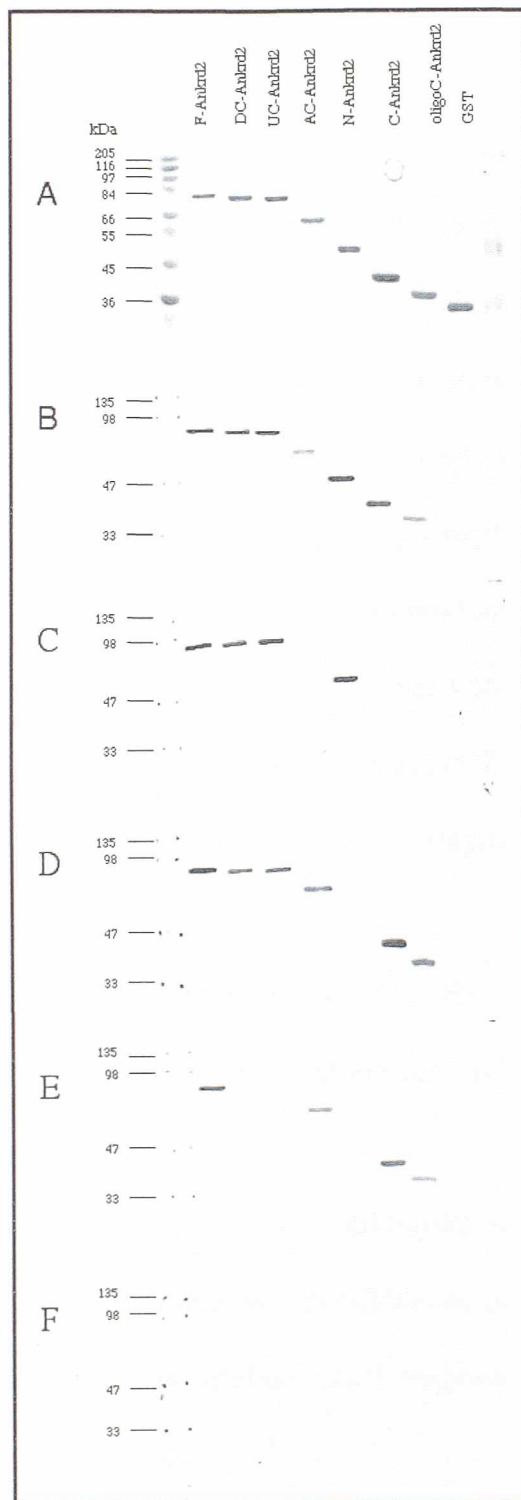 F-Ankrd2
DC-Ankrd2
UC-Ankrd2
AC-Ankrd2
N-Ankrd2
C-Ankrd2
oligoC-Ankrd2
GST
kDa
A
205
116
97
84
66
55
45
36
B
135
98
47
33
C
135
98
47
33
D
135
98
47
33
E
135
98
47
33
F
135
98
47
33